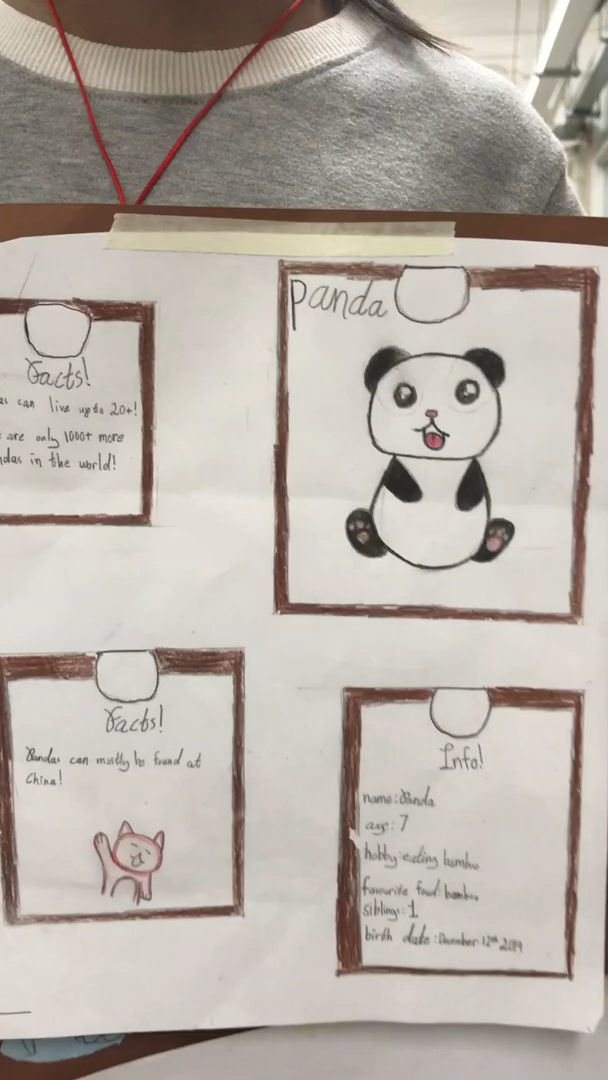 Facts!
as can live upto 20+!
are only 1000+ more
ndas in the world!
Panda
Facts!
Pandas can mostly be found at
China!
Info!
name: Panda
age: 7
hobby: eating bamboo
favourite food: bamboo
siblings: 1
birth date: December 12th 2019